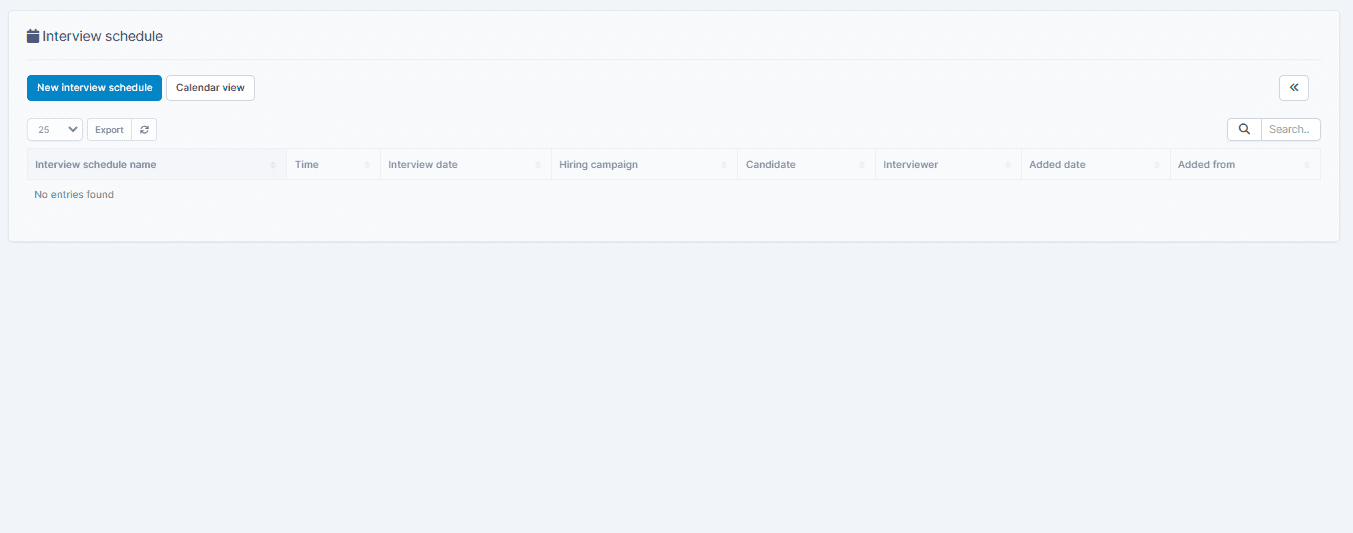 Interview schedule
New interview schedule Calendar view
25 Export Search..
Interview schedule name Time Interview date Hiring campaign Candidate Interviewer Added date Added from
No entries found